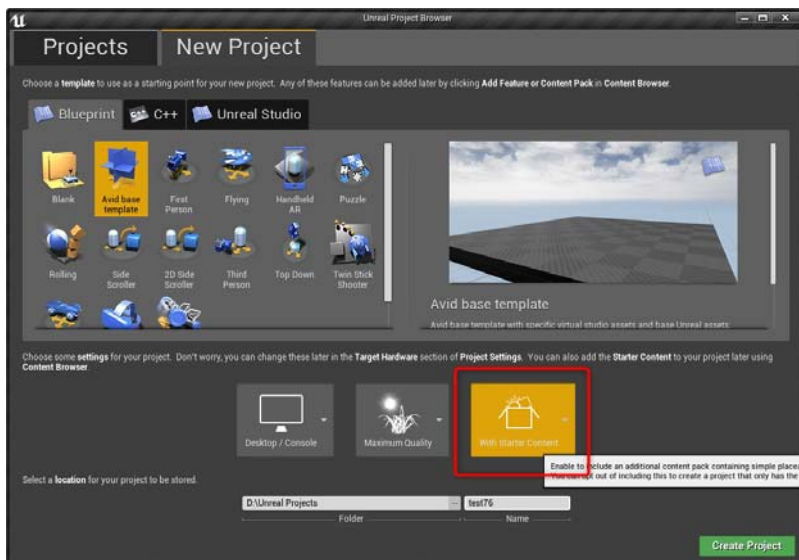 Unreal Project Browser
Projects
New Project
Choose a template to use as a starting point for your new project. Any of these features can be added later by clicking Add Feature or Content Pack in Content Browser.
Blueprint
C++
Unreal Studio
Blank
Avid base template
First Person
Flying
Handheld AR
Puzzle
Rolling
Side Scroller
2D Side Scroller
Third Person
Top Down
Twin Stick Shooter
Avid base template
Avid base template with specific virtual studio assets and base Unreal assets.
Choose some settings for your project. Don't worry, you can change these later in the Target Hardware section of Project Settings. You can also add the Starter Content to your project later using
Content Browser.
Desktop / Console
Maximum Quality
With Starter Content
Enable to include an additional content pack containing simple placea
You can opt out of including this to create a project that only has the
Select a location for your project to be stored.
D:\Unreal Projects
...
test76
Folder
Name
Create Project